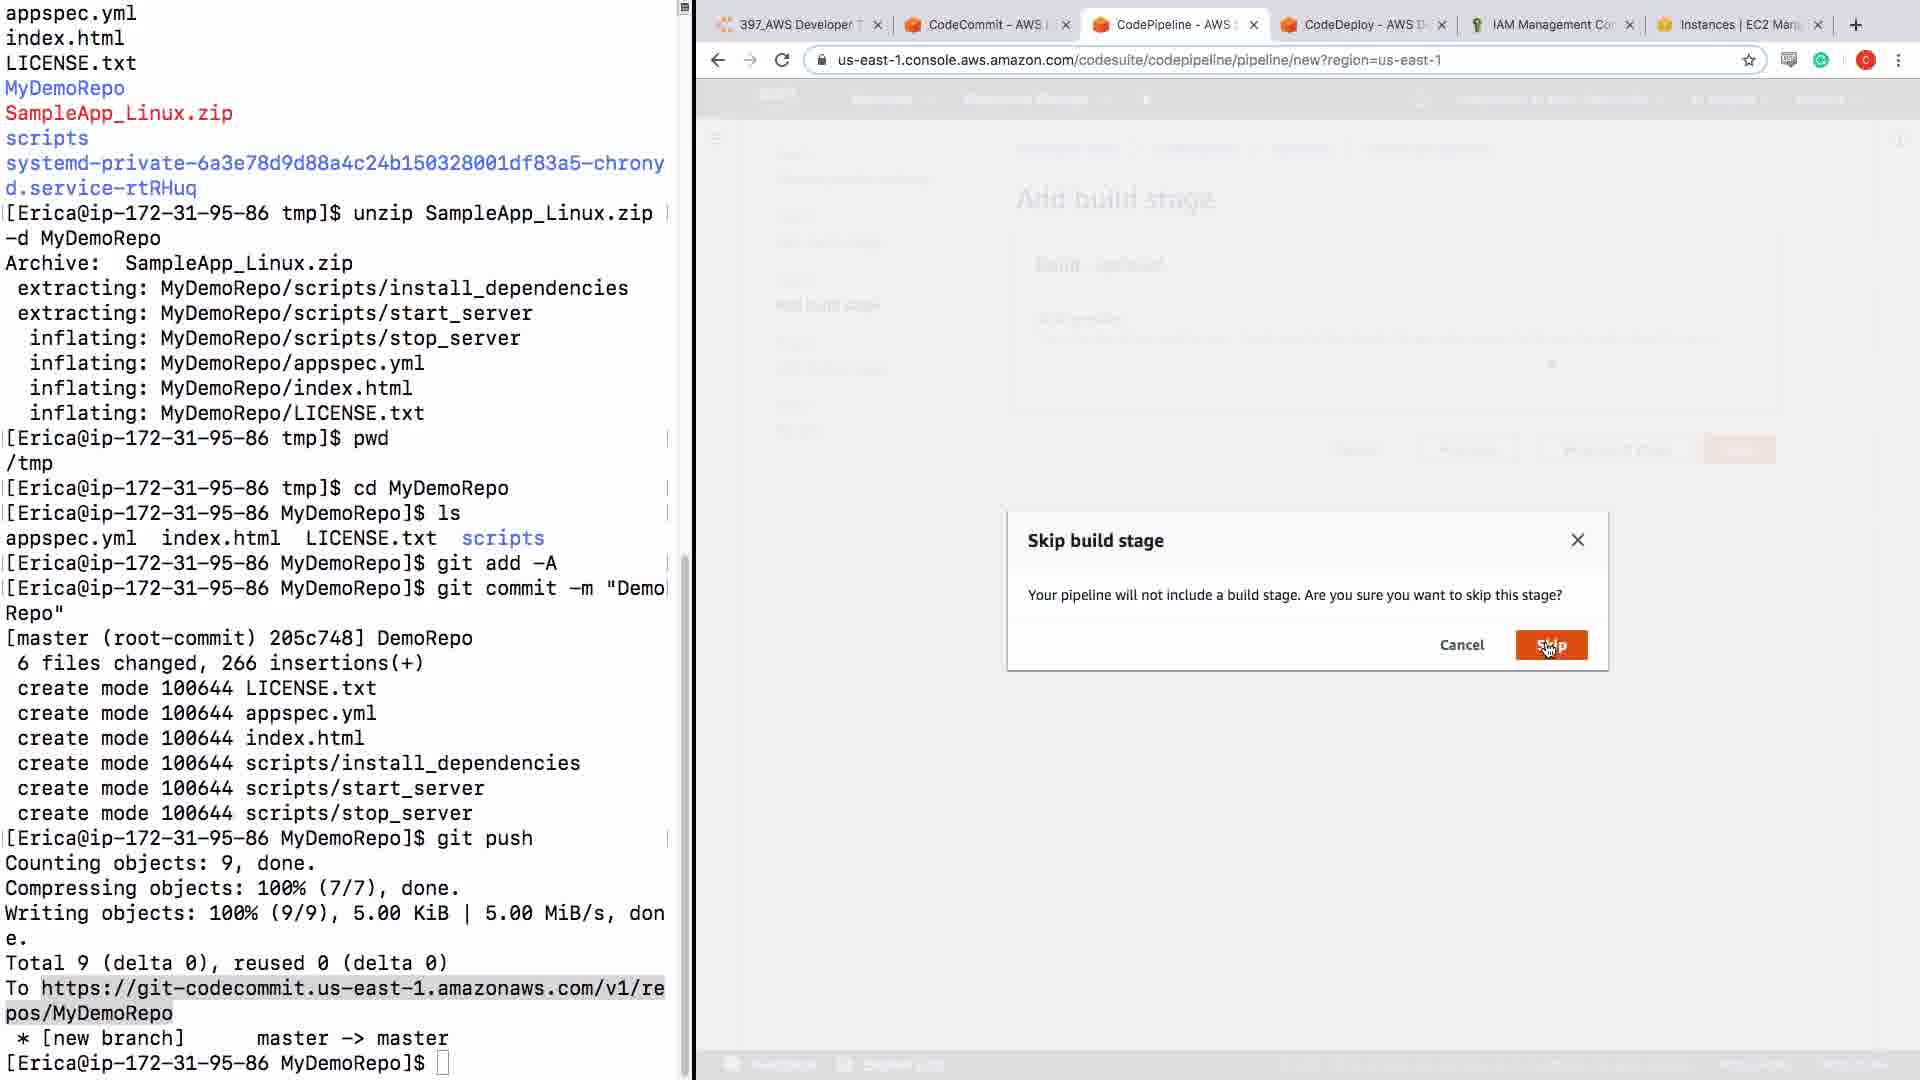 appspec.yml
index.html
LICENSE.txt
MyDemoRepo
SampleApp_Linux.zip
scripts
systemd-private-6a3e78d9d88a4c24b150328001df83a5-chrony
d.service-rtRHuq
[Erica@ip-172-31-95-86 tmp]$ unzip SampleApp_Linux.zip
-d MyDemoRepo
Archive:  SampleApp_Linux.zip
 extracting: MyDemoRepo/scripts/install_dependencies
 extracting: MyDemoRepo/scripts/start_server
  inflating: MyDemoRepo/scripts/stop_server
  inflating: MyDemoRepo/appspec.yml
  inflating: MyDemoRepo/index.html
  inflating: MyDemoRepo/LICENSE.txt
[Erica@ip-172-31-95-86 tmp]$ pwd
/tmp
[Erica@ip-172-31-95-86 tmp]$ cd MyDemoRepo
[Erica@ip-172-31-95-86 MyDemoRepo]$ ls
appspec.yml  index.html  LICENSE.txt  scripts
[Erica@ip-172-31-95-86 MyDemoRepo]$ git add -A
[Erica@ip-172-31-95-86 MyDemoRepo]$ git commit -m "Demo
Repo"
[master (root-commit) 205c748] DemoRepo
 6 files changed, 266 insertions(+)
 create mode 100644 LICENSE.txt
 create mode 100644 appspec.yml
 create mode 100644 index.html
 create mode 100644 scripts/install_dependencies
 create mode 100644 scripts/start_server
 create mode 100644 scripts/stop_server
[Erica@ip-172-31-95-86 MyDemoRepo]$ git push
Counting objects: 9, done.
Compressing objects: 100% (7/7), done.
Writing objects: 100% (9/9), 5.00 KiB | 5.00 MiB/s, don
e.
Total 9 (delta 0), reused 0 (delta 0)
To https://git-codecommit.us-east-1.amazonaws.com/v1/re
pos/MyDemoRepo
 * [new branch]      master -> master
[Erica@ip-172-31-95-86 MyDemoRepo]$
397_AWS Developer T
CodeCommit - AWS
CodePipeline - AWS
CodeDeploy - AWS D
IAM Management Con
Instances | EC2 Mana
us-east-1.console.aws.amazon.com/codesuite/codepipeline/pipeline/new?region=us-east-1
C
Add build stage
Add build stage
Build - optional
Skip build stage
Your pipeline will not include a build stage. Are you sure you want to skip this stage?
Cancel
Skip